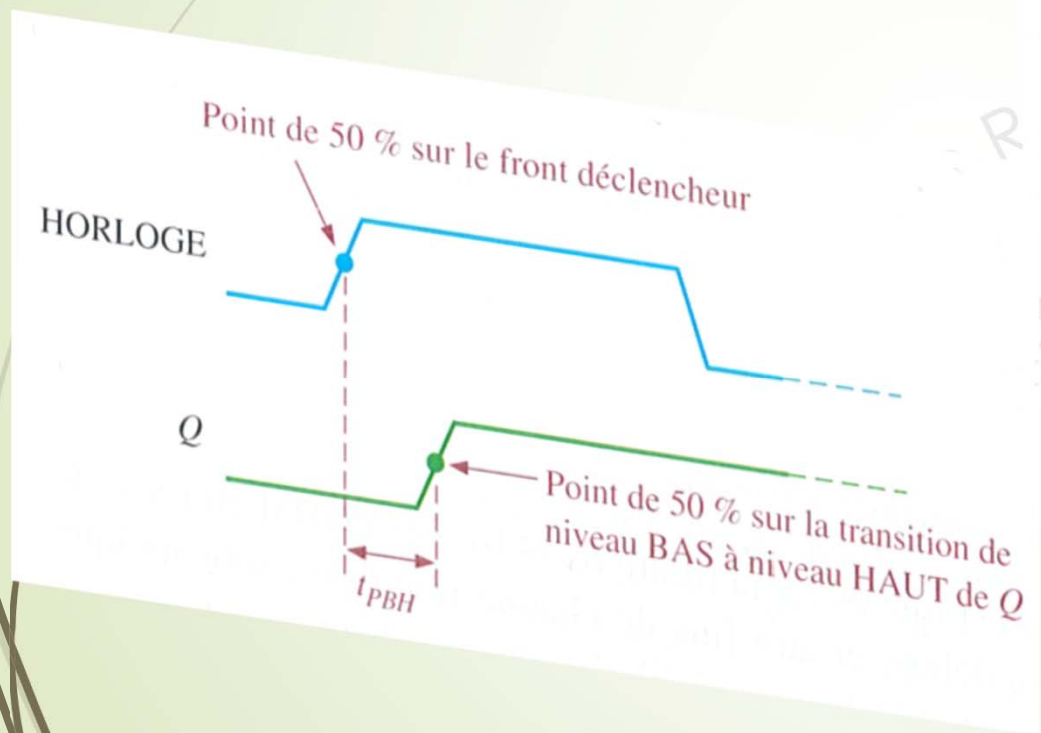 Point de 50 % sur le front déclencheur
HORLOGE
Q
Point de 50 % sur la transition de
niveau BAS à niveau HAUT de Q
t_PBH
R